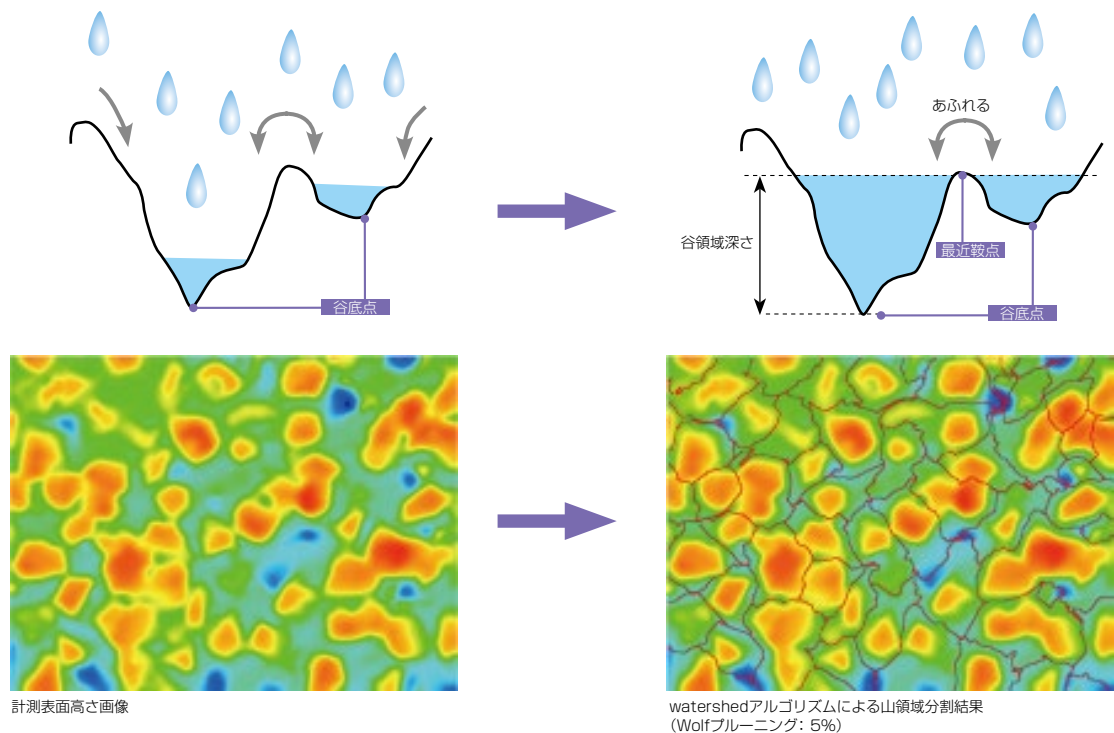 あふれる
谷領域深さ
最近鞍点
谷底点
谷底点
計測表面高さ画像
watershedアルゴリズムによる山領域分割結果
（Wolfプルーニング：5%）